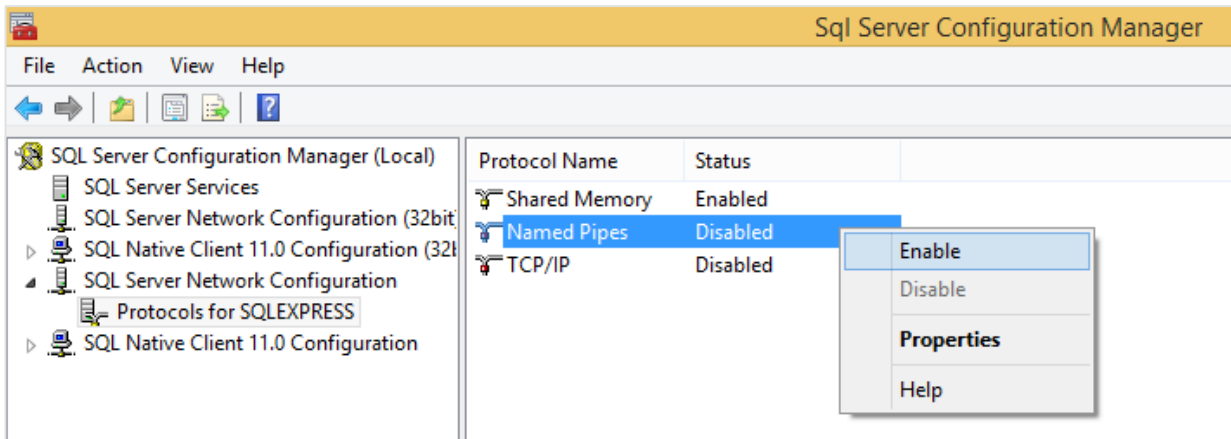 Sql Server Configuration Manager
File Action View Help
SQL Server Configuration Manager (Local)
SQL Server Services
SQL Server Network Configuration (32bit
SQL Native Client 11.0 Configuration (32b
SQL Server Network Configuration
Protocols for SQLEXPRESS
SQL Native Client 11.0 Configuration
Protocol Name Status
Shared Memory Enabled
Named Pipes Disabled
TCP/IP Disabled
Enable
Disable
Properties
Help